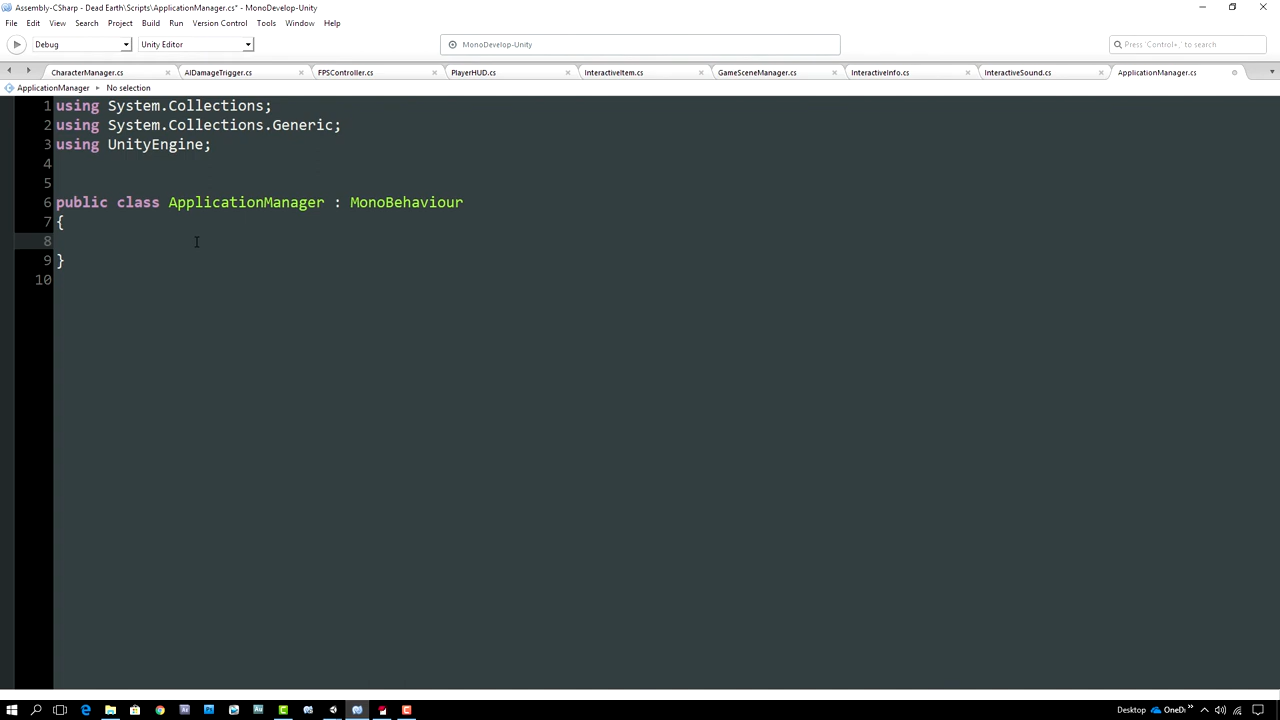 Assembly-CSharp - Dead Earth\Scripts\ApplicationManager.cs* - MonoDevelop-Unity
File Edit View Search Project Build Run Version Control Tools Window Help
Debug Unity Editor MonoDevelop-Unity Press 'Control+,' to search
CharacterManager.cs AIDamageTrigger.cs FPSController.cs PlayerHUD.cs InteractiveItem.cs GameSceneManager.cs InteractiveInfo.cs InteractiveSound.cs ApplicationManager.cs
ApplicationManager No selection
1 using System.Collections;
2 using System.Collections.Generic;
3 using UnityEngine;
4
5
6 public class ApplicationManager : MonoBehaviour
7 {
8
9 }
10
Desktop OneDr